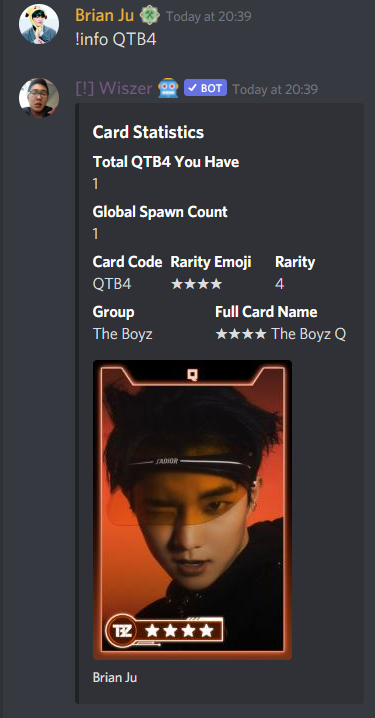 Brian Ju Today at 20:39
!info QTB4
[!] Wiszer BOT Today at 20:39
Card Statistics
Total QTB4 You Have
1
Global Spawn Count
1
Card Code Rarity Emoji Rarity
QTB4 ★★★★ 4
Group Full Card Name
The Boyz ★★★★ The Boyz Q
Q
J'ADIOR
TBZ ★★★★
Brian Ju